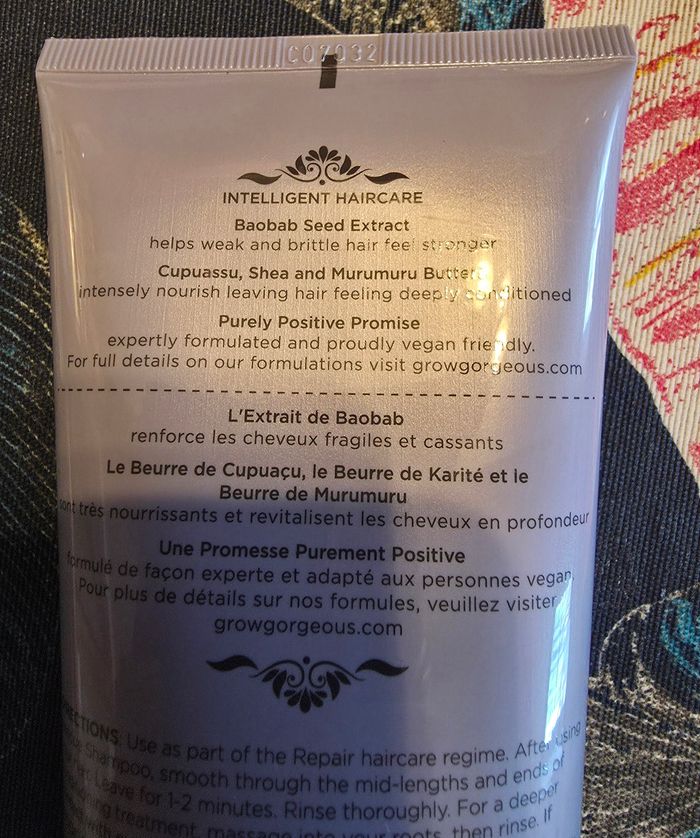 CO7032
INTELLIGENT HAIRCARE
Baobab Seed Extract
helps weak and brittle hair feel stronger
Cupuassu, Shea and Murumuru Butters
intensely nourish leaving hair feeling deeply conditioned
Purely Positive Promise
expertly formulated and proudly vegan friendly.
For full details on our formulations visit growgorgeous.com
L'Extrait de Baobab
renforce les cheveux fragiles et cassants
Le Beurre de Cupuaçu, le Beurre de Karité et le
Beurre de Murumuru
sont très nourrissants et revitalisent les cheveux en profondeur
Une Promesse Purement Positive
formulé de façon experte et adapté aux personnes vegan.
Pour plus de détails sur nos formules, veuillez visiter
growgorgeous.com
DIRECTIONS: Use as part of the Repair haircare regime. After using
Shampoo, smooth through the mid-lengths and ends of
Leave for 1-2 minutes. Rinse thoroughly. For a deeper
treatment, massage into your roots, then rinse. If